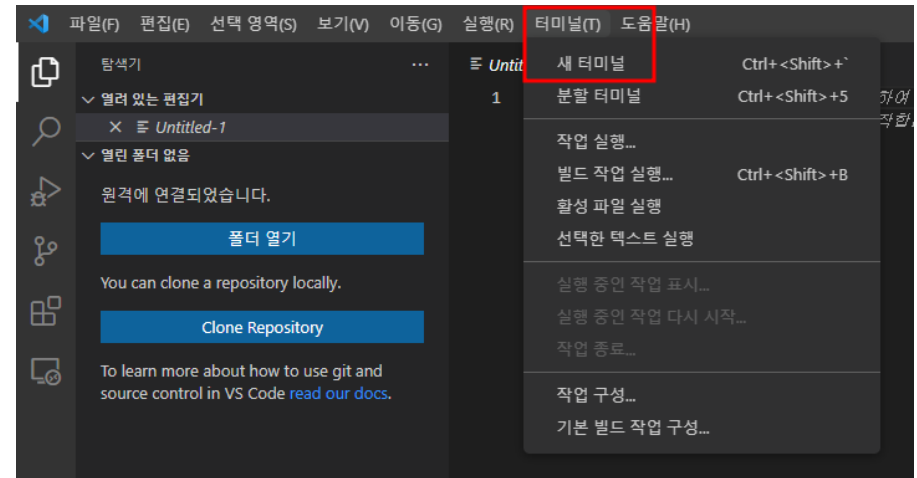 파일(F) 편집(E) 선택 영역(S) 보기(V) 이동(G) 실행(R) 터미널(T) 도움말(H)
탐색기
열려 있는 편집기
Untitled-1
열린 폴더 없음
원격에 연결되었습니다.
폴더 열기
You can clone a repository locally.
Clone Repository
To learn more about how to use git and
source control in VS Code read our docs.
Untit
1
새 터미널 Ctrl+<Shift>+`
분할 터미널 Ctrl+<Shift>+5
작업 실행...
빌드 작업 실행... Ctrl+<Shift>+B
활성 파일 실행
선택한 텍스트 실행
실행 중인 작업 표시...
실행 중인 작업 다시 시작...
작업 종료...
작업 구성...
기본 빌드 작업 구성...
하여